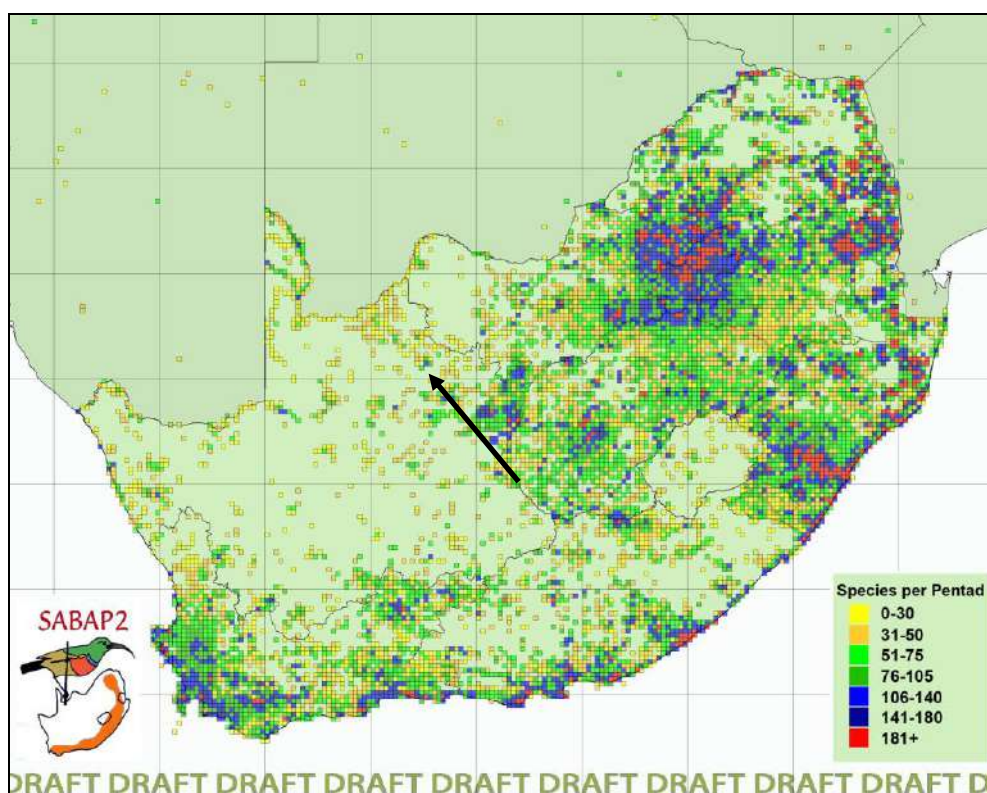 SABAP2
Species per Pentad
0-30
31-50
51-75
76-105
106-140
141-180
181+
DRAFT DRAFT DRAFT DRAFT DRAFT DRAFT DRAFT DRAFT DRAFT D